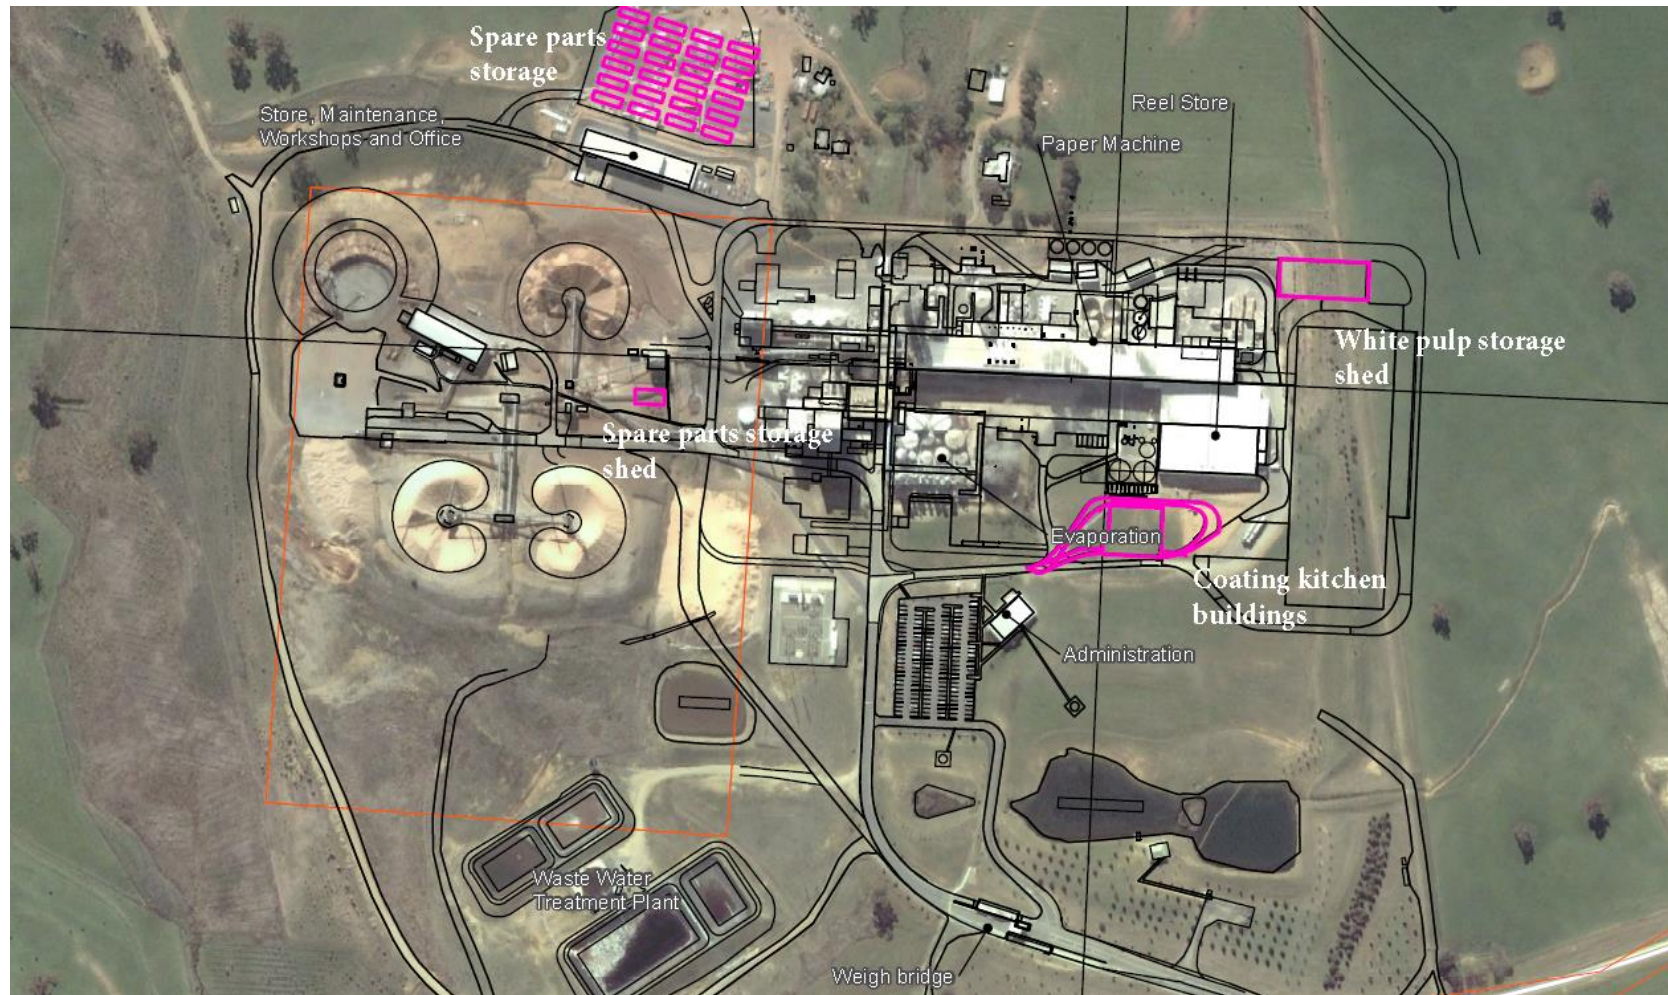 Spare parts
storage
Store, Maintenance,
Workshops and Office
Reel Store
Paper Machine
White pulp storage
shed
Spare parts storage
shed
Evaporation
Coating kitchen
buildings
Administration
Waste Water
Treatment Plant
Weigh bridge